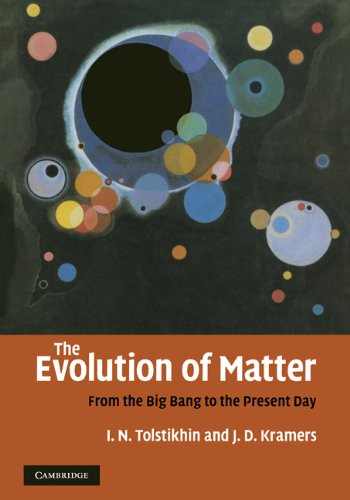 The
Evolution of Matter
From the Big Bang to the Present Day
I. N. Tolstikhin and J. D. Kramers
CAMBRIDGE